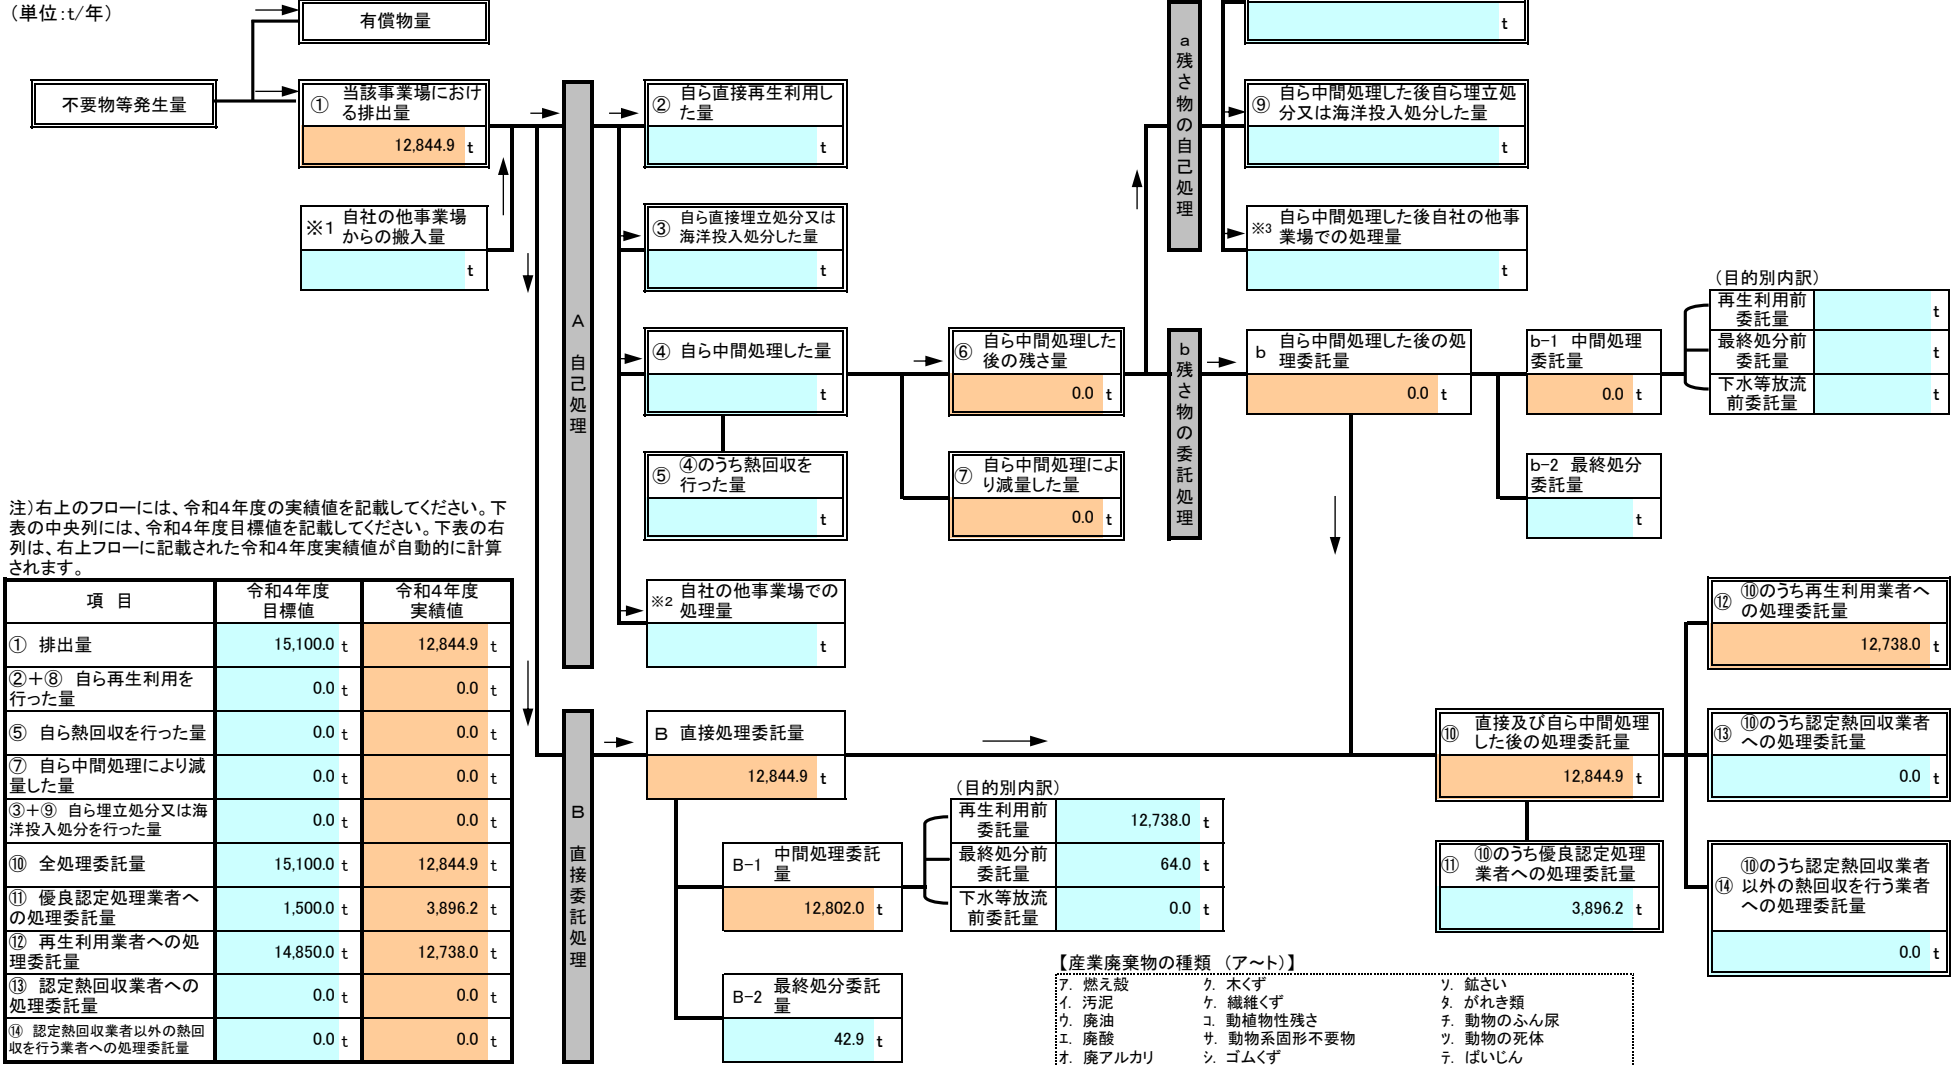 （単位：t/年）
有償物量
不要物等発生量
① 当該事業場におけ
る排出量
12,844.9 t
※1 自社の他事業場
からの搬入量
t
A 自己処理
② 自ら直接再生利用し
た量
t
③ 自ら直接埋立処分又は
海洋投入処分した量
t
④ 自ら中間処理した量
t
⑤ ④のうち熱回収を
行った量
t
※2 自社の他事業場での
処理量
t
⑥ 自ら中間処理した
後の残さ量
0.0 t
⑦ 自ら中間処理によ
り減量した量
0.0 t
a 残さ物の自己処理
t
⑨ 自ら中間処理した後自ら埋立処
分又は海洋投入処分した量
t
※3 自ら中間処理した後自社の他事
業場での処理量
t
b 残さ物の委託処理
b 自ら中間処理した後の処
理委託量
0.0 t
b-1 中間処理
委託量
0.0 t
（目的別内訳）
再生利用前
委託量 t
最終処分前
委託量 t
下水等放流
前委託量 t
b-2 最終処分
委託量
t
注）右上のフローには、令和4年度の実績値を記載してください。下
表の中央列には、令和4年度目標値を記載してください。下表の右
列は、右上フローに記載された令和4年度実績値が自動的に計算
されます。
項 目 令和4年度
目標値 令和4年度
実績値
① 排出量 15,100.0 t 12,844.9 t
②＋⑧ 自ら再生利用を
行った量 0.0 t 0.0 t
⑤ 自ら熱回収を行った量 0.0 t 0.0 t
⑦ 自ら中間処理により減
量した量 0.0 t 0.0 t
③＋⑨ 自ら埋立処分又は海
洋投入処分を行った量 0.0 t 0.0 t
⑩ 全処理委託量 15,100.0 t 12,844.9 t
⑪ 優良認定処理業者へ
の処理委託量 1,500.0 t 3,896.2 t
⑫ 再生利用業者への処
理委託量 14,850.0 t 12,738.0 t
⑬ 認定熱回収業者への
処理委託量 0.0 t 0.0 t
⑭ 認定熱回収業者以外の熱回
収を行う業者への処理委託量 0.0 t 0.0 t
B 直接委託処理
B 直接処理委託量
12,844.9 t
B-1 中間処理委託
量
12,802.0 t
（目的別内訳）
再生利用前
委託量 12,738.0 t
最終処分前
委託量 64.0 t
下水等放流
前委託量 0.0 t
B-2 最終処分委託
量
42.9 t
⑩ 直接及び自ら中間処理
した後の処理委託量
12,844.9 t
⑪ ⑩のうち優良認定処理
業者への処理委託量
3,896.2 t
⑫ ⑩のうち再生利用業者へ
の処理委託量
12,738.0 t
⑬ ⑩のうち認定熱回収業者
への処理委託量
0.0 t
⑭ ⑩のうち認定熱回収業者
以外の熱回収を行う業者
への処理委託量
0.0 t
【産業廃棄物の種類 （ア～ト）】
ア. 燃え殻 ク. 木くず ソ. 鉱さい
イ. 汚泥 ケ. 繊維くず タ. がれき類
ウ. 廃油 コ. 動植物性残さ チ. 動物のふん尿
エ. 廃酸 サ. 動物系固形不要物 ツ. 動物の死体
オ. 廃アルカリ シ. ゴムくず テ. ばいじん